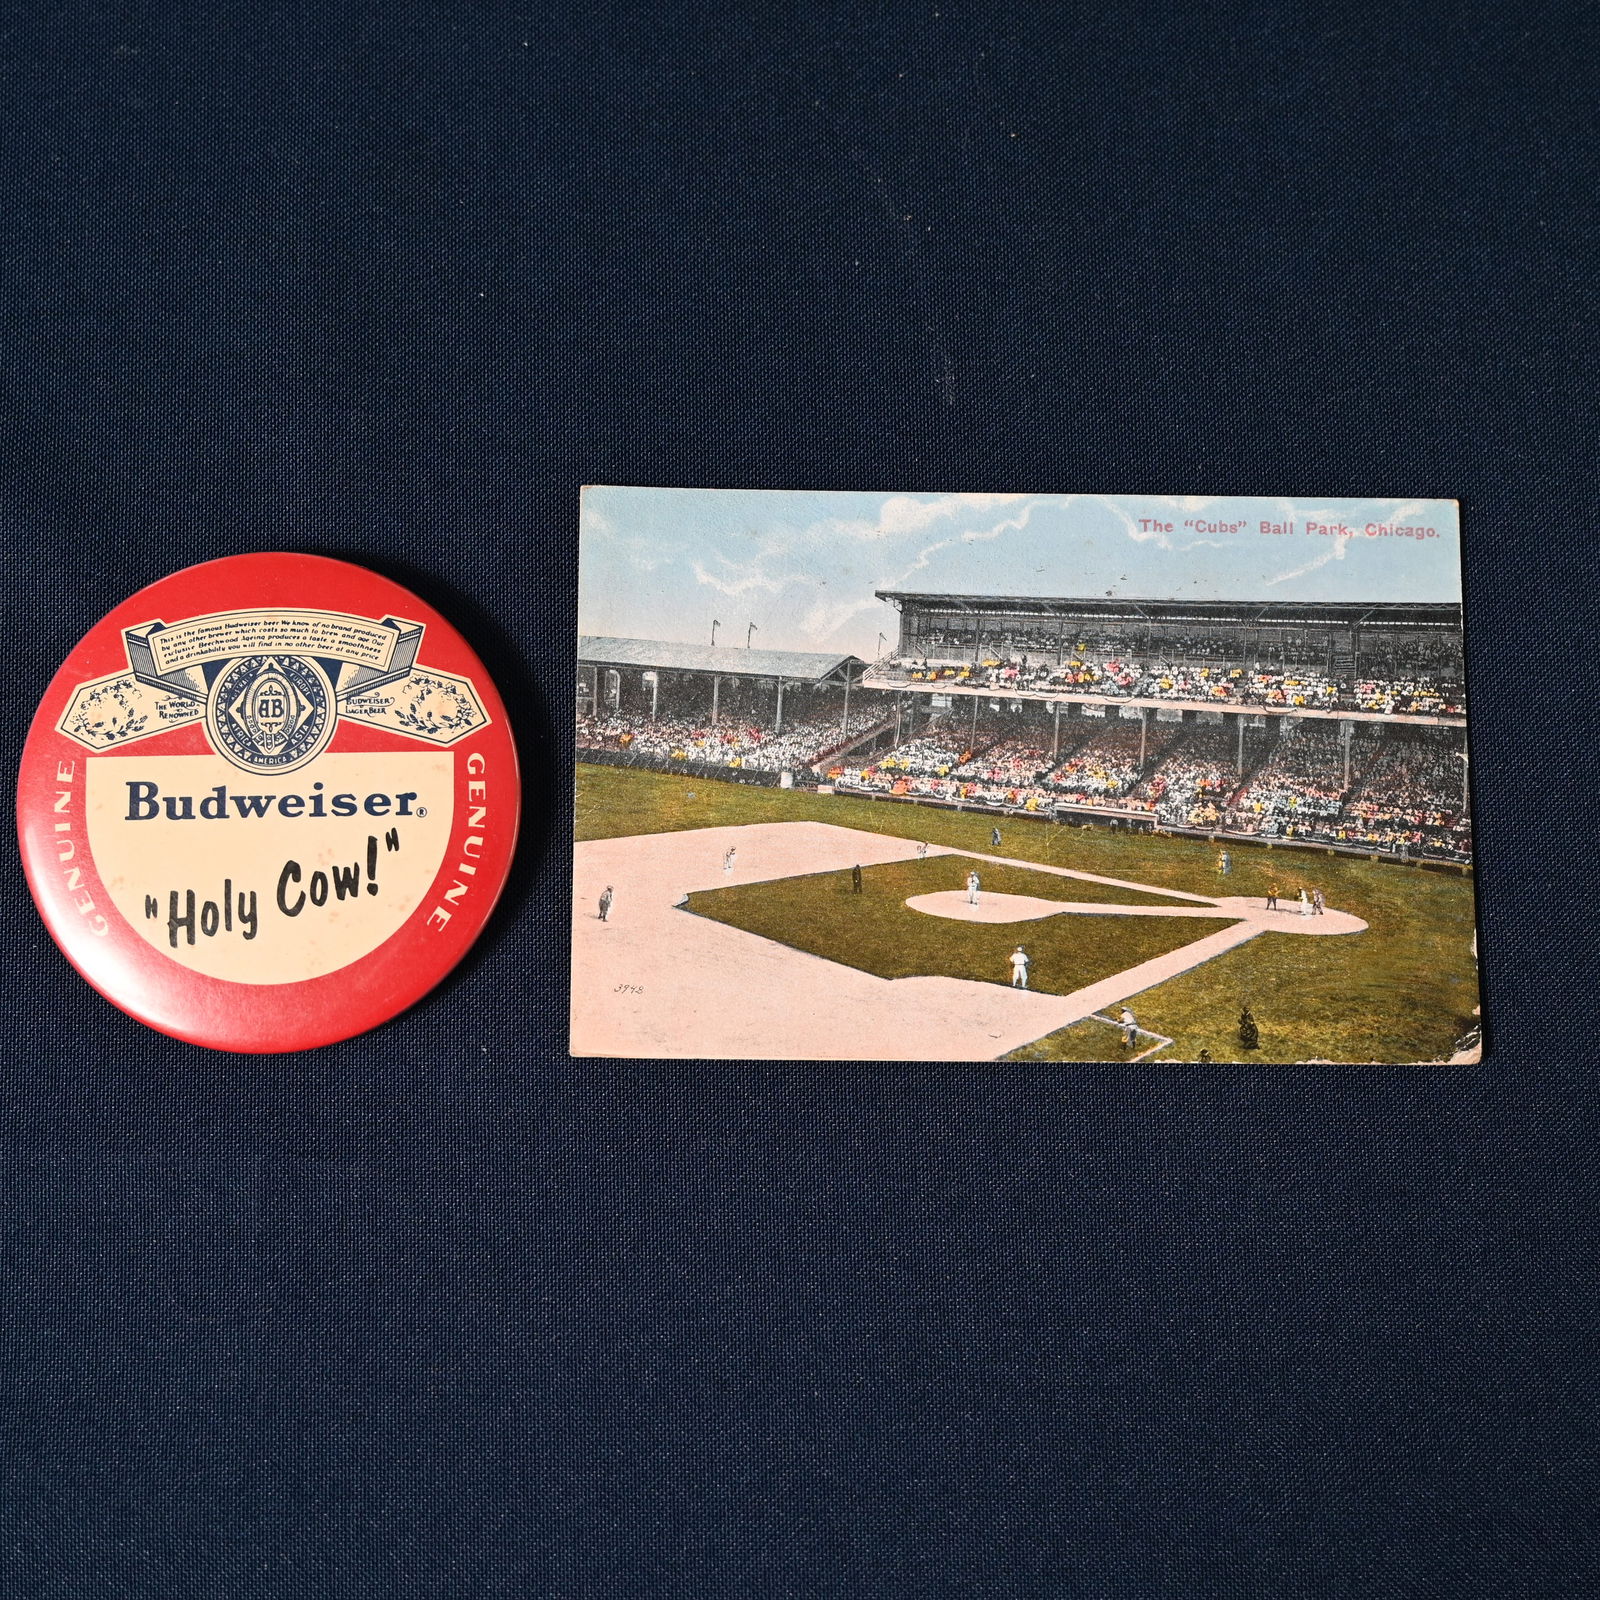 This is the famous Budweiser beer We know of no brand produced
by any other brewer which costs so much to brew and age Our
exclusive Beechwood Ageing produces a taste a smoothness
and a drinkability you will find in no other beer at any price
THE WORLD
RENOWNED
BUDWEISER
LAGER BEER
AB
AMERICA
GENUINE
Budweiser®
"Holy Cow!"
GENUINE
The "Cubs" Ball Park, Chicago.
3948